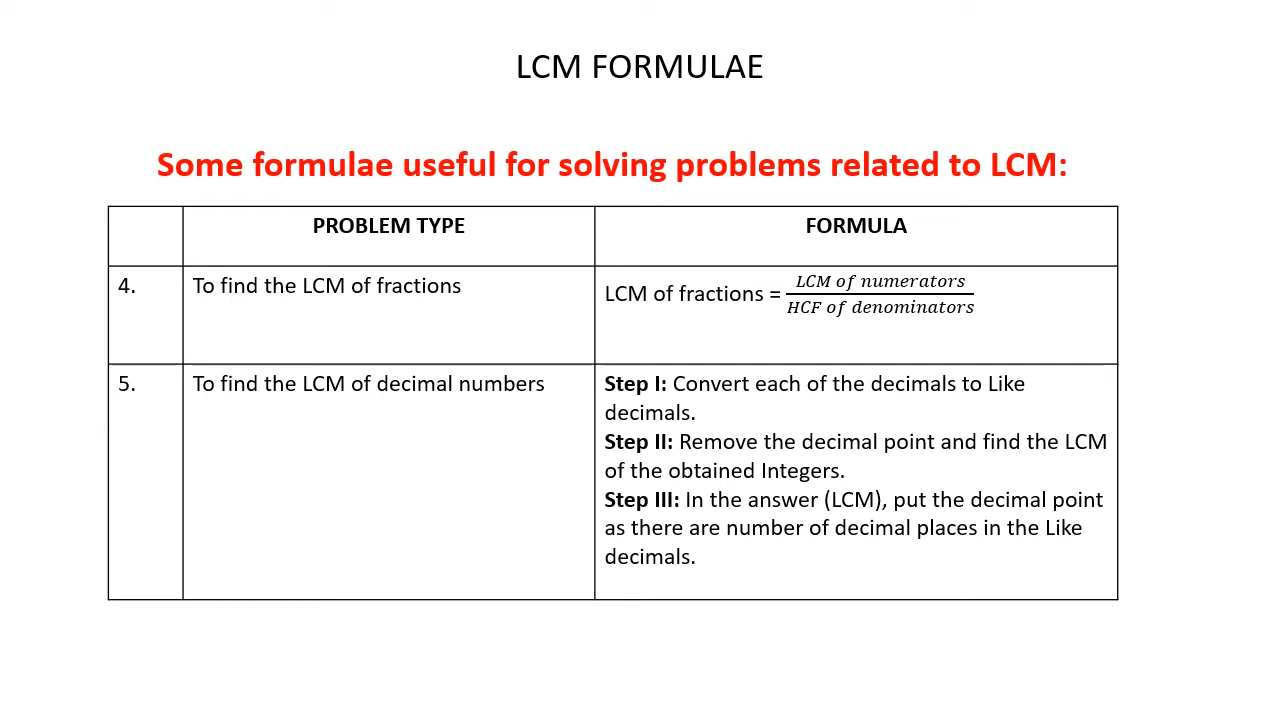 LCM FORMULAE
Some formulae useful for solving problems related to LCM:
PROBLEM TYPE
FORMULA
4.
To find the LCM of fractions
LCM of fractions = LCM of numerators / HCF of denominators
5.
To find the LCM of decimal numbers
Step I: Convert each of the decimals to Like
decimals.
Step II: Remove the decimal point and find the LCM
of the obtained Integers.
Step III: In the answer (LCM), put the decimal point
as there are number of decimal places in the Like
decimals.